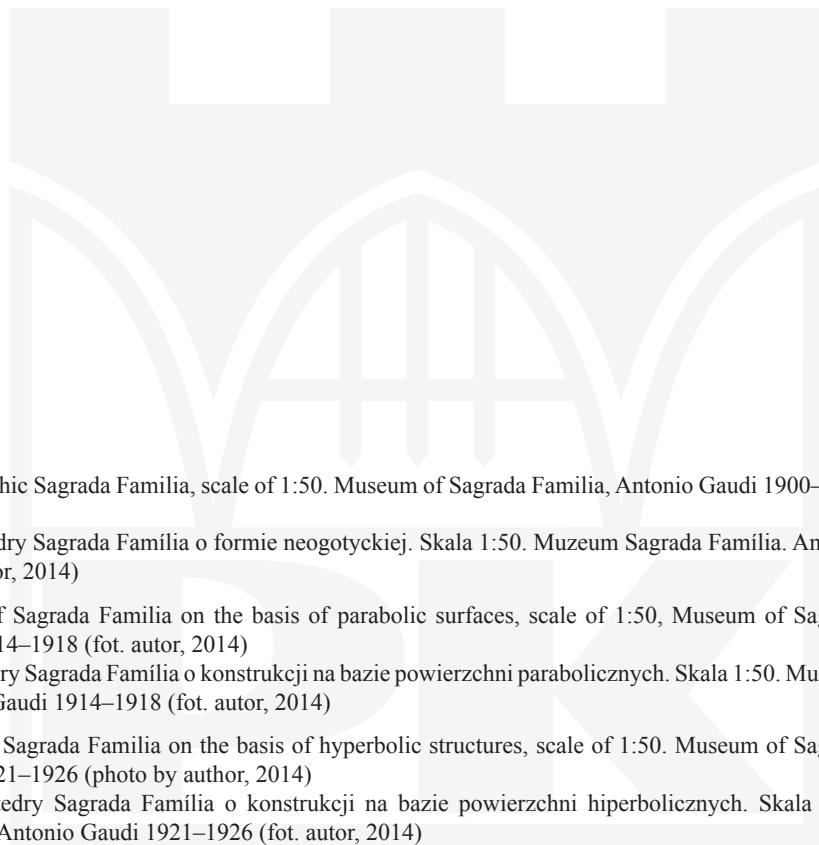 hic Sagrada Familia, scale of 1:50. Museum of Sagrada Familia, Antonio Gaudi 1900–
dry Sagrada Família o formie neogotyckiej. Skala 1:50. Muzeum Sagrada Família. An
or, 2014)
f Sagrada Familia on the basis of parabolic surfaces, scale of 1:50, Museum of Sag
14–1918 (fot. autor, 2014)
ry Sagrada Família o konstrukcji na bazie powierzchni parabolicznych. Skala 1:50. Mu
Gaudi 1914–1918 (fot. autor, 2014)
Sagrada Familia on the basis of hyperbolic structures, scale of 1:50. Museum of Sag
21–1926 (photo by author, 2014)
edry Sagrada Família o konstrukcji na bazie powierzchni hiperbolicznych. Skala
Antonio Gaudi 1921–1926 (fot. autor, 2014)
PK